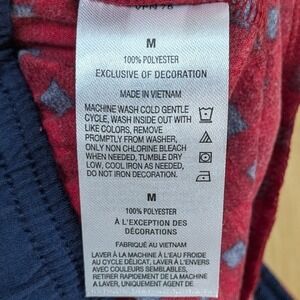 VPN 76
M
100% POLYESTER
EXCLUSIVE OF DECORATION
MADE IN VIETNAM
MACHINE WASH COLD GENTLE
CYCLE, WASH INSIDE OUT WITH
LIKE COLORS, REMOVE
PROMPTLY FROM WASHER,
ONLY NON CHLORINE BLEACH
WHEN NEEDED, TUMBLE DRY
LOW, COOL IRON AS NEEDED,
DO NOT IRON DECORATION.
M
100% POLYESTER
À L'EXCEPTION DES
DÉCORATIONS
FABRIQUÉ AU VIETNAM
LAVER À LA MACHINE À L'EAU FROIDE
AU CYCLE DÉLICAT, LAVER À L'ENVERS
AVEC COULEURS SEMBLABLES,
RETIRER RAPIDEMENT DE LA MACHINE
A LAVER, UNIQUEMENT AGENT DE